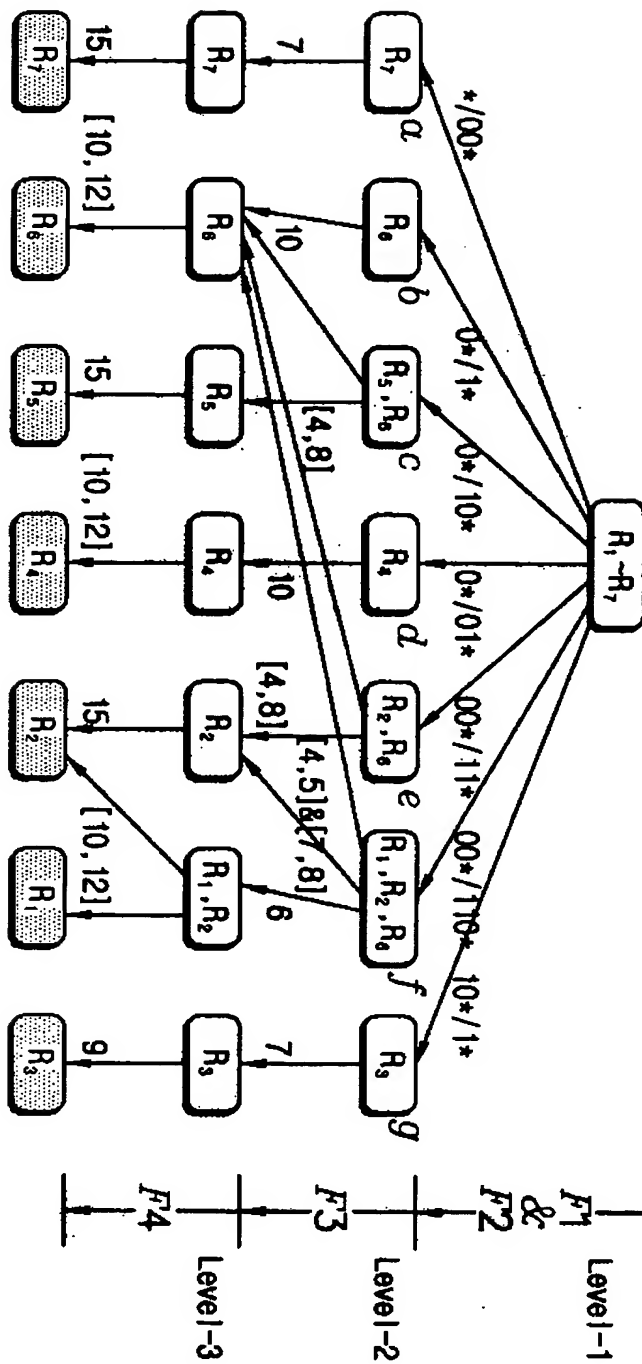 R₁~R₇ Level-1
*/00* 0*/1* 0*/10* 0*/01* 00*/11* 00*/110* 10*/1* F1 & F2
a b c d e f g
R₇ R₆ R₅,R₆ R₂,R₆ R₁,R₂,R₆ R₃ Level-2
7 10 [4,8] 10 [4,8] [4,5]&[7,8] 6 7 F3
R₇ R₆ R₅ R₄ R₂ R₁,R₂ R₃ Level-3
15 [10,12] 15 [10,12] 15 [10,12] 9 F4
R₇ R₆ R₅ R₄ R₂ R₁ R₃